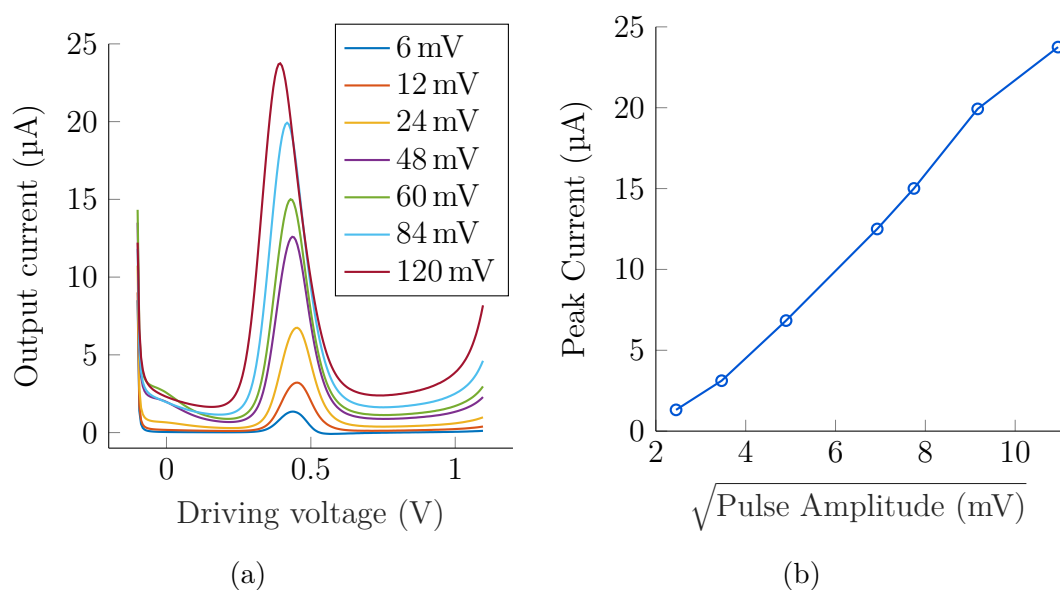 6 mV
12 mV
24 mV
48 mV
60 mV
84 mV
120 mV
25
20
15
10
5
0
Output current (µA)
0
0.5
1
Driving voltage (V)
(a)
25
20
15
10
5
0
Peak Current (µA)
2
4
6
8
10
√Pulse Amplitude (mV)
(b)